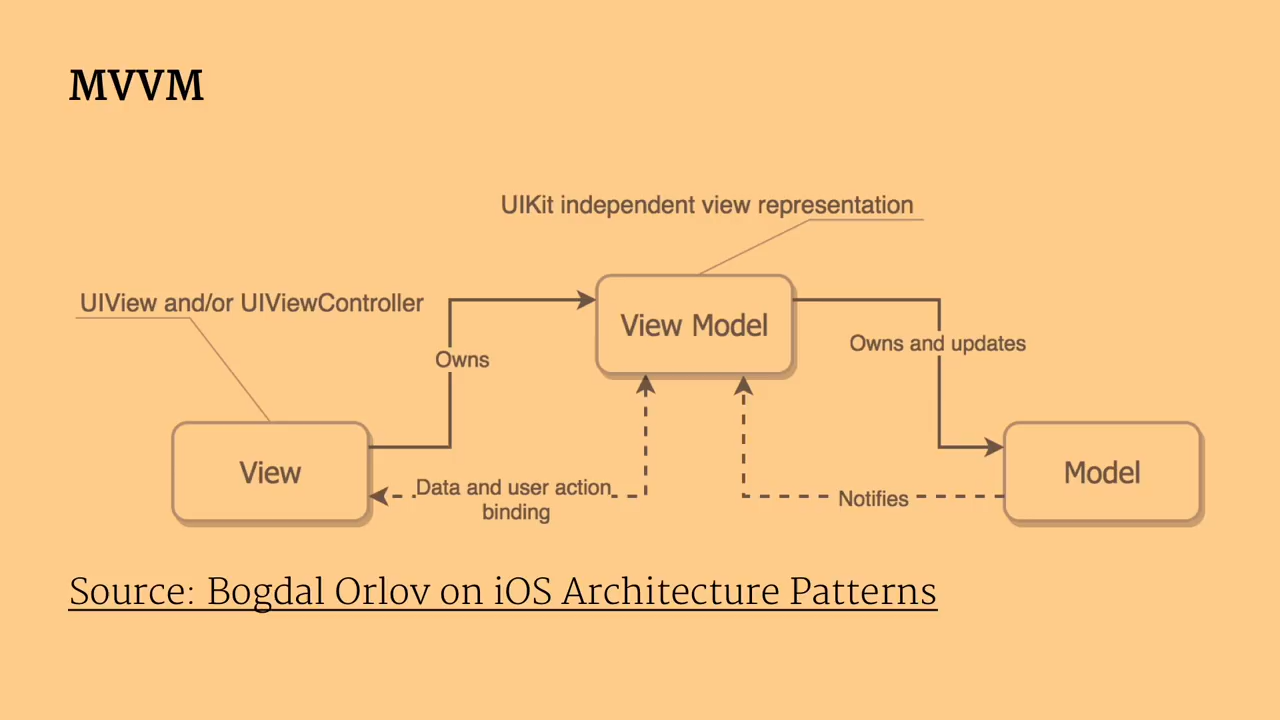 MVVM
UIKit independent view representation
UIView and/or UIViewController
View Model
Owns and updates
Owns
View
Model
Data and user action
binding
Notifies
Source: Bogdal Orlov on iOS Architecture Patterns